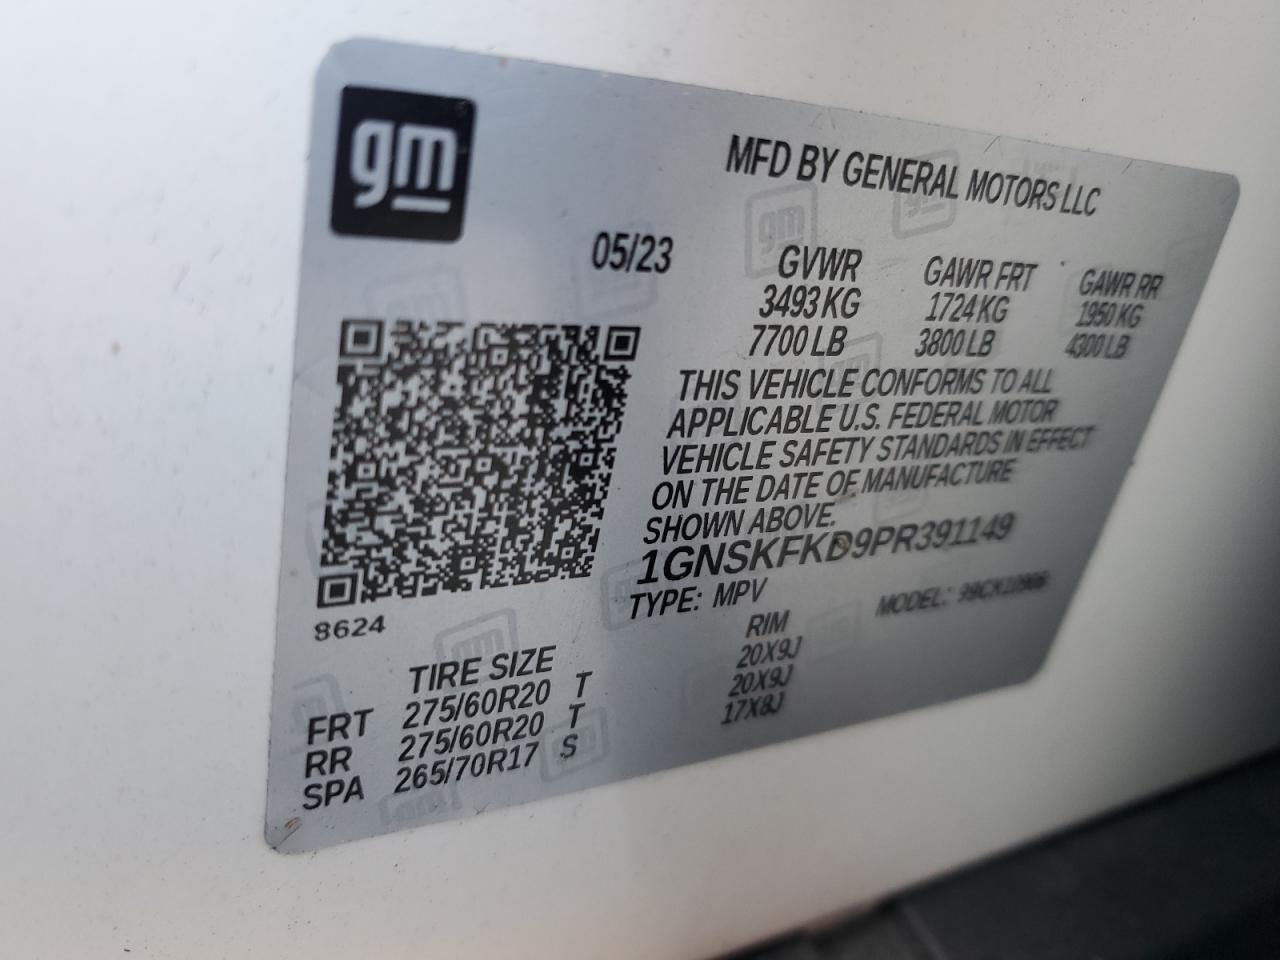 gm
MFD BY GENERAL MOTORS LLC
05/23
GVWR GAWR FRT GAWR RR
3493 KG 1724 KG 1950 KG
7700 LB 3800 LB 4300 LB
THIS VEHICLE CONFORMS TO ALL
APPLICABLE U.S. FEDERAL MOTOR
VEHICLE SAFETY STANDARDS IN EFFECT
ON THE DATE OF MANUFACTURE
SHOWN ABOVE.
1GNSKFKD9PR391149
TYPE: MPV MODEL:
8624
TIRE SIZE RIM
FRT 275/60R20 T 20X9J
RR 275/60R20 T 20X9J
SPA 265/70R17 S 17X8J